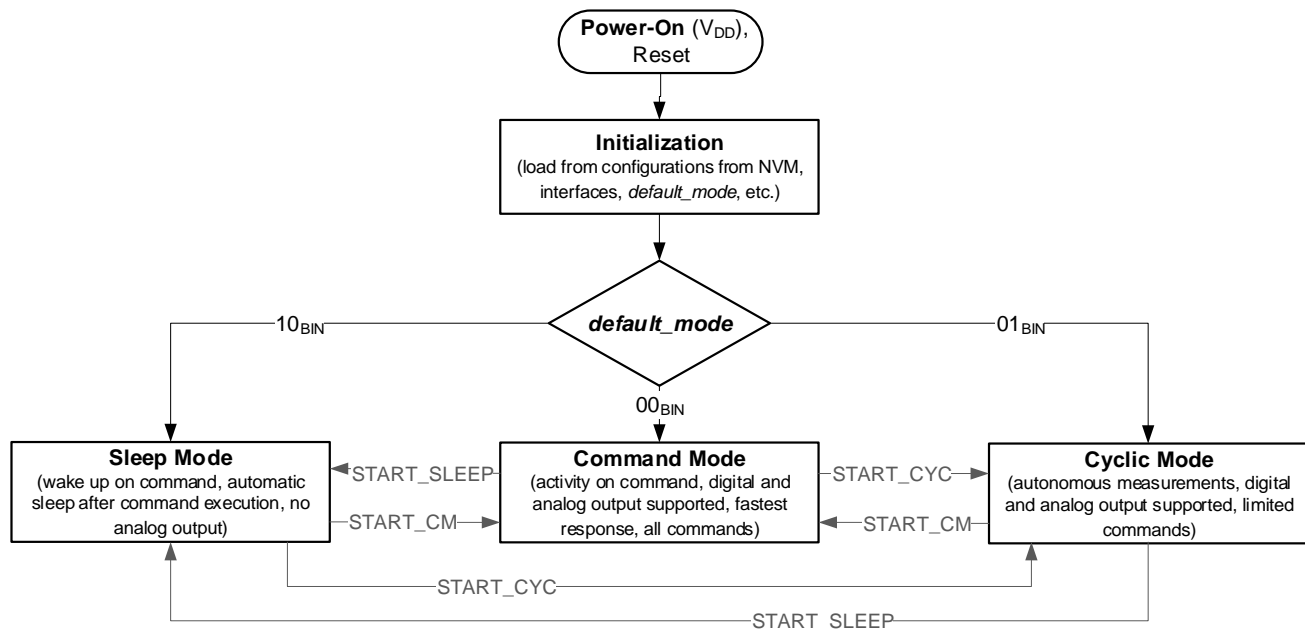 Power-On (VDD),
Reset
Initialization
(load from configurations from NVM,
interfaces, default_mode, etc.)
default_mode
10BIN
01BIN
00BIN
Sleep Mode
(wake up on command, automatic
sleep after command execution, no
analog output)
START_SLEEP
START_CM
Command Mode
(activity on command, digital and
analog output supported, fastest
response, all commands)
START_CYC
START_CM
Cyclic Mode
(autonomous measurements, digital
and analog output supported, limited
commands)
START_CYC
START_SLEEP